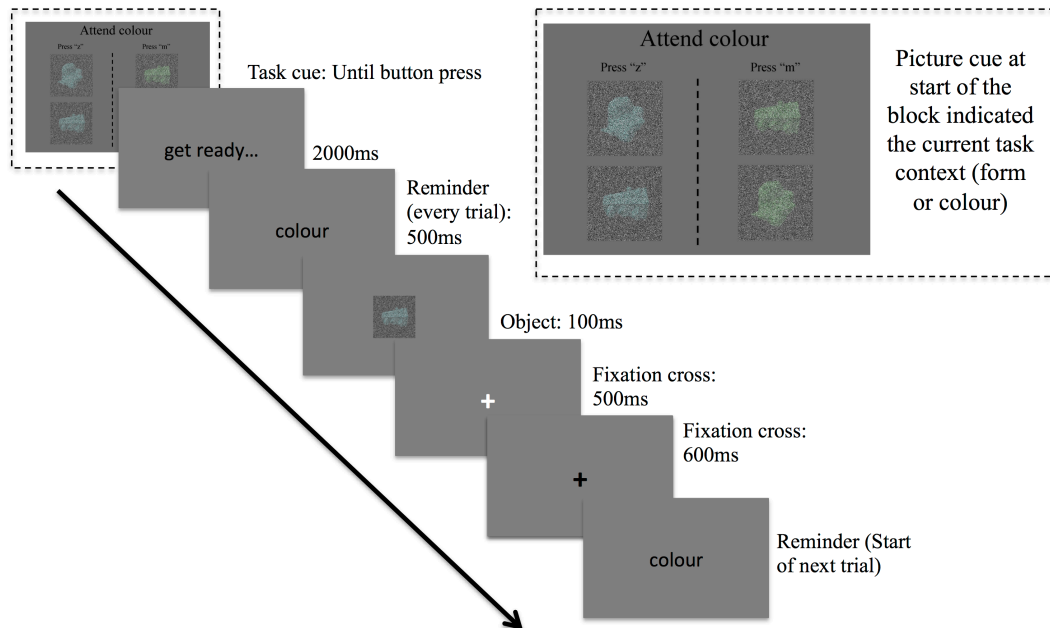 Attend colour
Press “z”
Press “m”
Task cue: Until button press
get ready…
2000ms
colour
Reminder
(every trial):
500ms
Object: 100ms
+
Fixation cross:
500ms
+
Fixation cross:
600ms
colour
Reminder (Start
of next trial)
Attend colour
Press “z”
Press “m”
Picture cue at
start of the
block indicated
the current task
context (form
or colour)